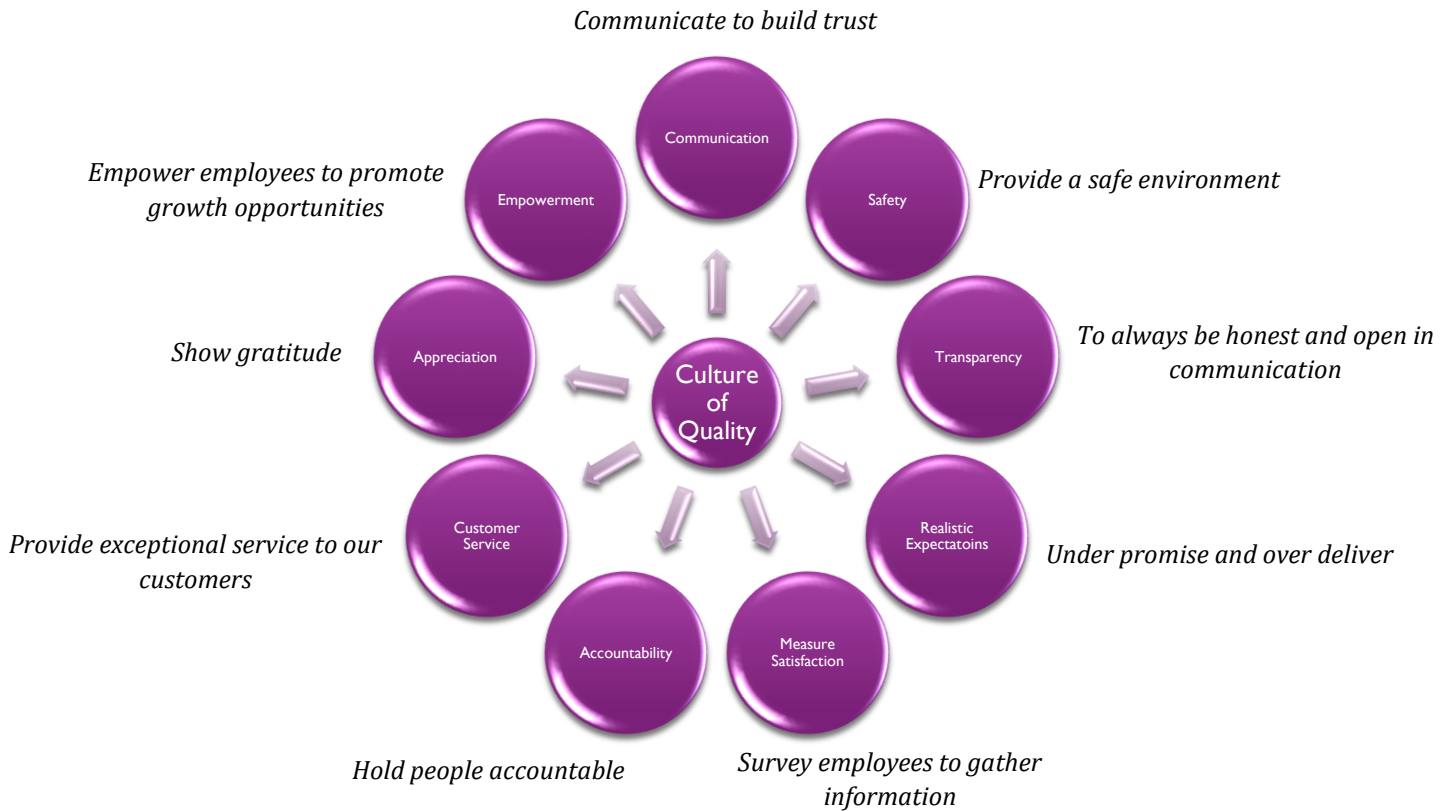 Communicate to build trust
Communication
Empower employees to promote
growth opportunities
Empowerment
Safety
Provide a safe environment
Show gratitude
Appreciation
Transparency
To always be honest and open in
communication
Culture
of
Quality
Provide exceptional service to our
customers
Customer
Service
Realistic
Expectatoins
Under promise and over deliver
Accountability
Measure
Satisfaction
Hold people accountable
Survey employees to gather
information